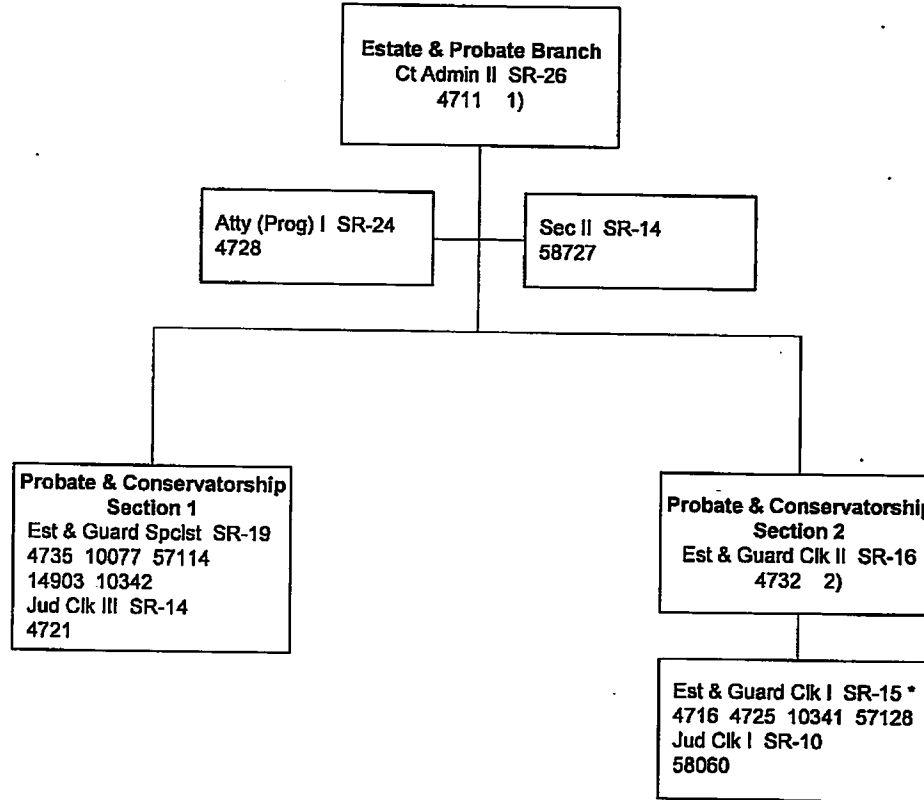 Estate & Probate Branch
Ct Admin II SR-26
4711 1)
Atty (Prog) I SR-24
4728
Sec II SR-14
58727
Probate & Conservatorship
Section 1
Est & Guard Spclst SR-19
4735 10077 57114
14903 10342
Jud Clk III SR-14
4721
Probate & Conservatorship
Section 2
Est & Guard Clk II SR-16
4732 2)
Est & Guard Clk I SR-15 *
4716 4725 10341 57128
Jud Clk I SR-10
58060